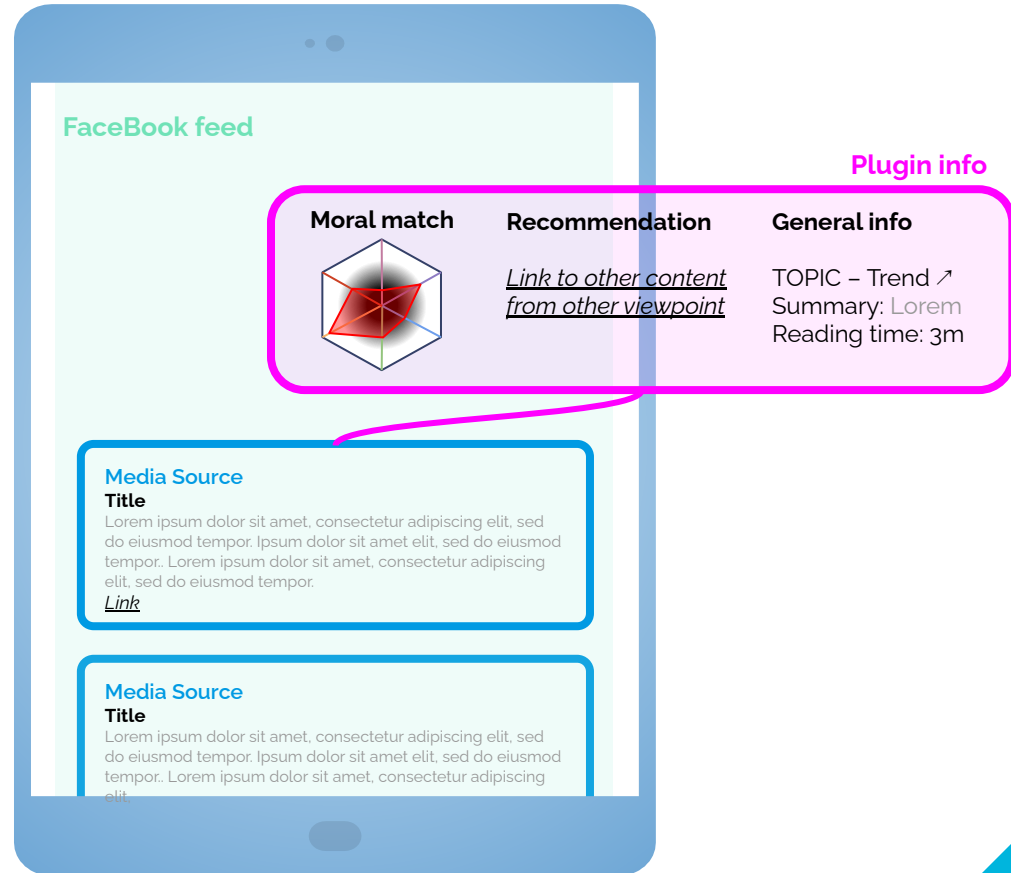 FaceBook feed
Plugin info
Moral match
Recommendation
Link to other content
from other viewpoint
General info
TOPIC – Trend ↗
Summary: Lorem
Reading time: 3m
Media Source
Title
Lorem ipsum dolor sit amet, consectetur adipiscing elit, sed
do eiusmod tempor. Ipsum dolor sit amet elit, sed do eiusmod
tempor.. Lorem ipsum dolor sit amet, consectetur adipiscing
elit, sed do eiusmod tempor.
Link
Media Source
Title
Lorem ipsum dolor sit amet, consectetur adipiscing elit, sed
do eiusmod tempor. Ipsum dolor sit amet elit, sed do eiusmod
tempor.. Lorem ipsum dolor sit amet, consectetur adipiscing
elit,